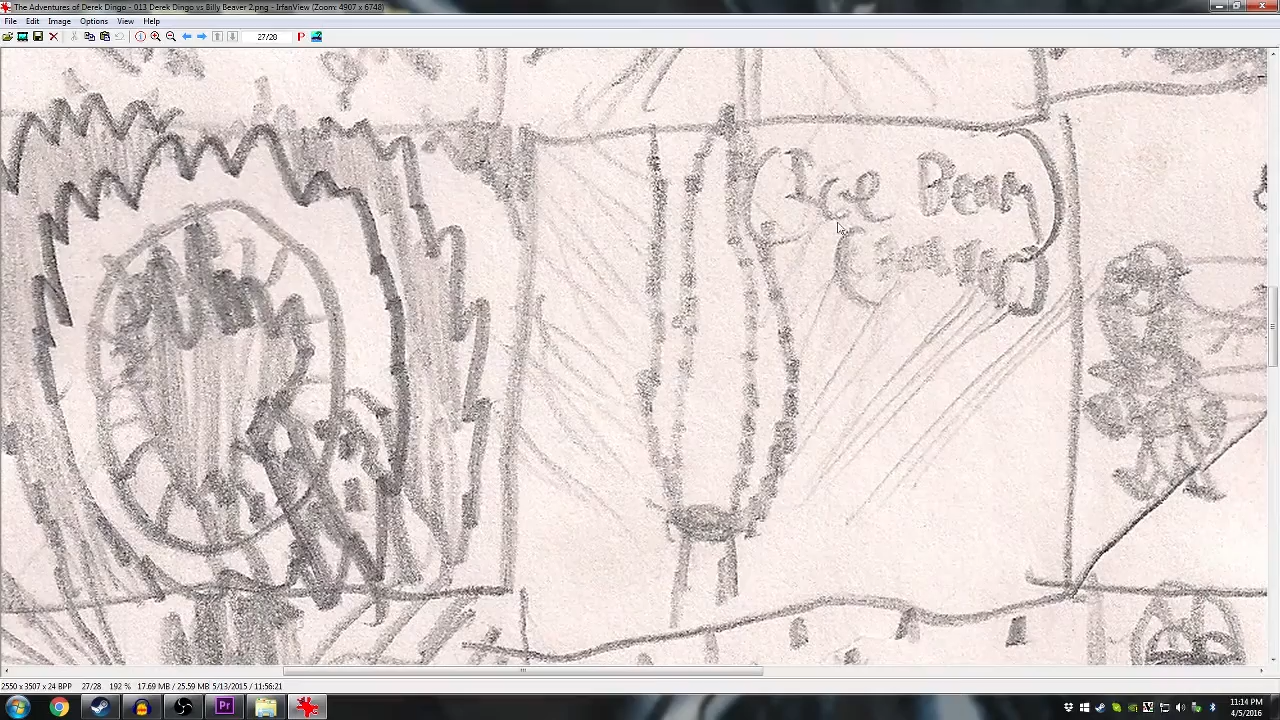 The Adventures of Derek Dingo - 013 Derek Dingo vs Billy Beaver 2.png - IrfanView (Zoom: 4907 x 6748)
File Edit Image Options View Help
27/28
Ice Beam
2550 x 3507 x 24 BPP 27/28 192 % 17.69 MB / 25.59 MB 5/13/2015 / 11:56:21
Pr
11:14 PM
4/5/2016